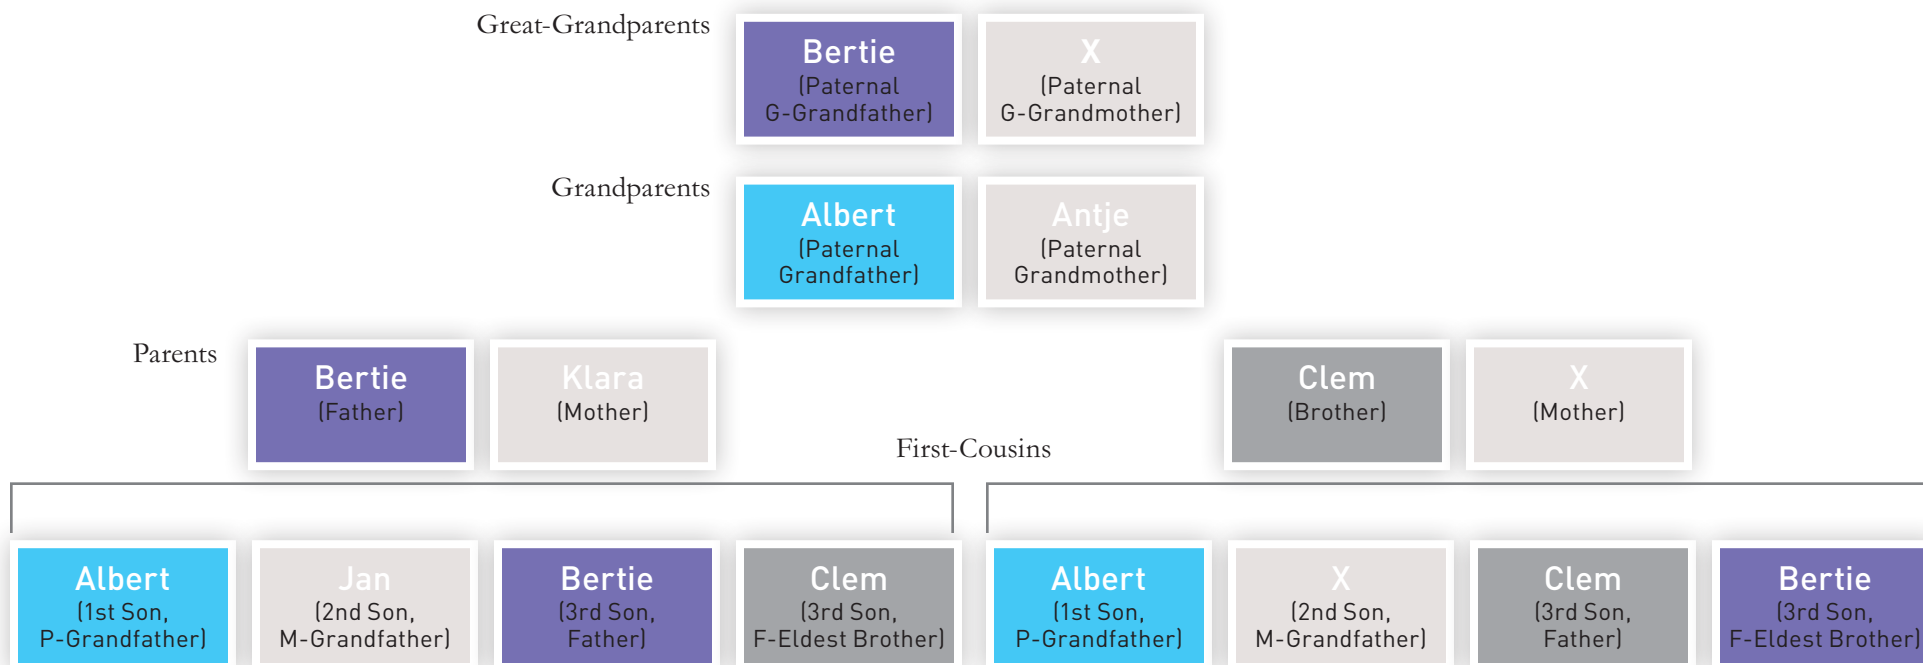 Great-Grandparents
Bertie
(Paternal
G-Grandfather)
X
(Paternal
G-Grandmother)
Grandparents
Albert
(Paternal
Grandfather)
Antje
(Paternal
Grandmother)
Parents
Bertie
(Father)
Klara
(Mother)
Clem
(Brother)
X
(Mother)
First-Cousins
Albert
(1st Son,
P-Grandfather)
Jan
(2nd Son,
M-Grandfather)
Bertie
(3rd Son,
Father)
Clem
(3rd Son,
F-Eldest Brother)
Albert
(1st Son,
P-Grandfather)
X
(2nd Son,
M-Grandfather)
Clem
(3rd Son,
Father)
Bertie
(3rd Son,
F-Eldest Brother)